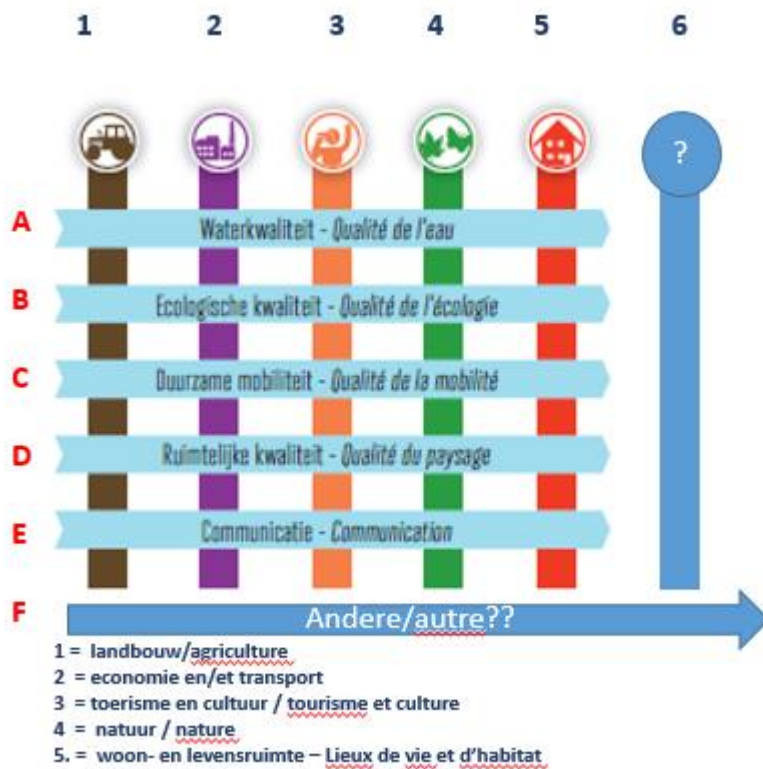 1 2 3 4 5 6
?
A Waterkwaliteit - Qualité de l'eau
B Ecologische kwaliteit - Qualité de l'écologie
C Duurzame mobiliteit - Qualité de la mobilité
D Ruimtelijke kwaliteit - Qualité du paysage
E Communicatie - Communication
F Andere/autre??
1 = landbouw/agriculture
2 = economie en/et transport
3 = toerisme en cultuur / tourisme et culture
4 = natuur / nature
5. = woon- en levensruimte – Lieux de vie et d'habitat